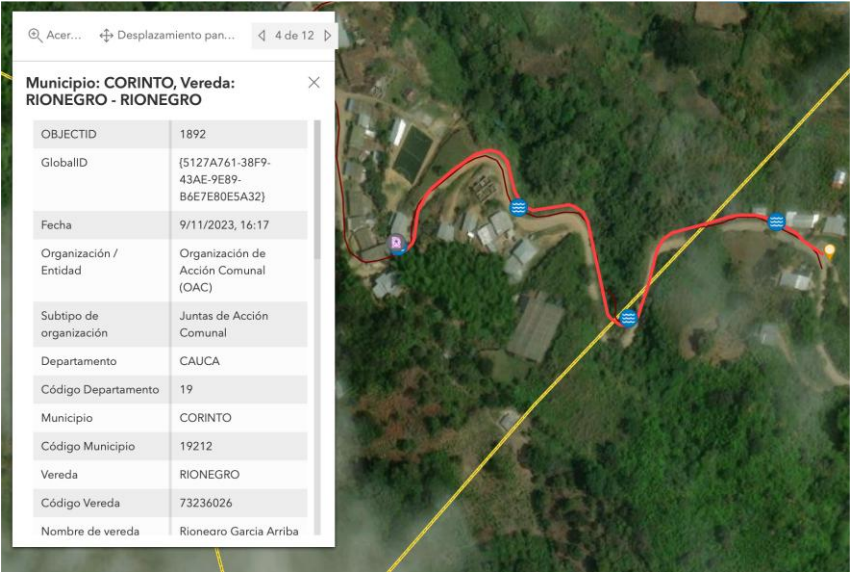 Acer...
Desplazamiento pan...
4 de 12
Municipio: CORINTO, Vereda:
RIONEGRO - RIONEGRO
OBJECTID 1892
GlobalID {5127A761-38F9-
43AE-9E89-
B6E7E80E5A32}
Fecha 9/11/2023, 16:17
Organización / Organización de
Entidad Acción Comunal
(OAC)
Subtipo de Juntas de Acción
organización Comunal
Departamento CAUCA
Código Departamento 19
Municipio CORINTO
Código Municipio 19212
Vereda RIONEGRO
Código Vereda 73236026
Nombre de vereda Rionegro Garcia Arriba